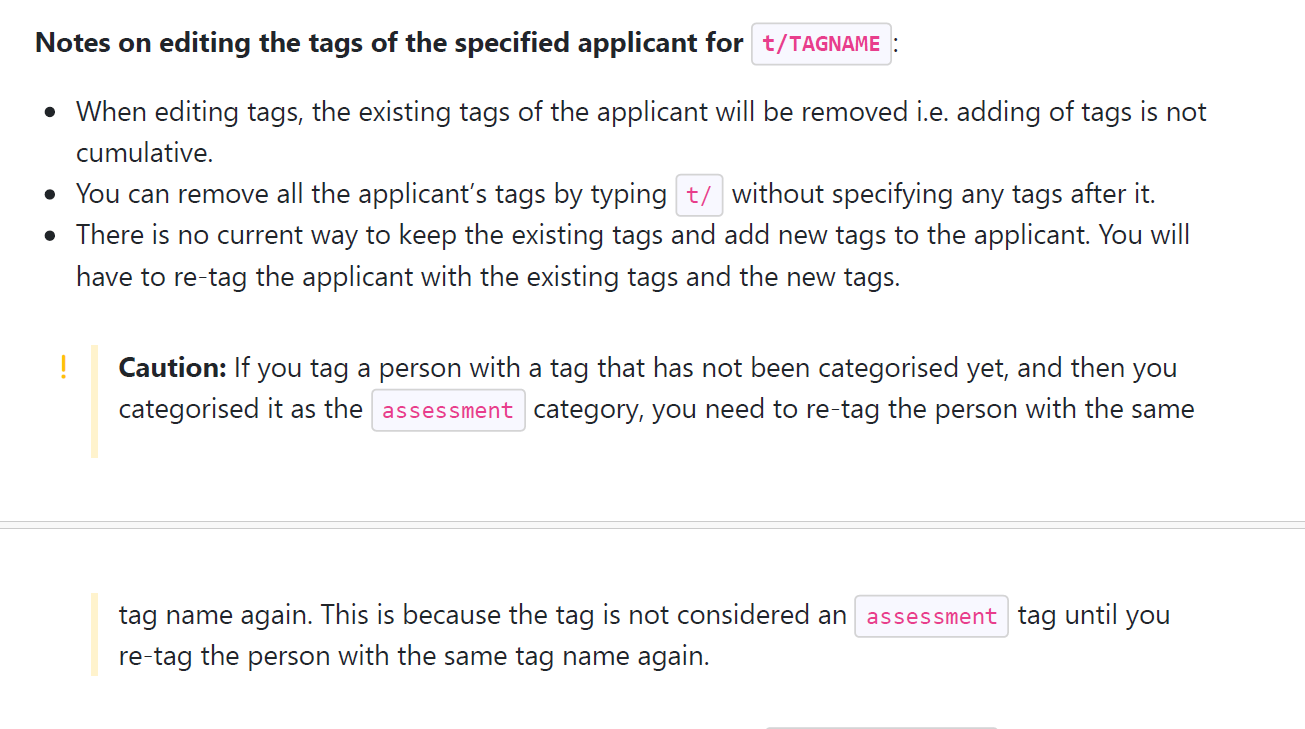 Notes on editing the tags of the specified applicant for t/TAGNAME:
• When editing tags, the existing tags of the applicant will be removed i.e. adding of tags is not
cumulative.
• You can remove all the applicant’s tags by typing t/ without specifying any tags after it.
• There is no current way to keep the existing tags and add new tags to the applicant. You will
have to re-tag the applicant with the existing tags and the new tags.
! Caution: If you tag a person with a tag that has not been categorised yet, and then you
categorised it as the assessment category, you need to re-tag the person with the same
tag name again. This is because the tag is not considered an assessment tag until you
re-tag the person with the same tag name again.